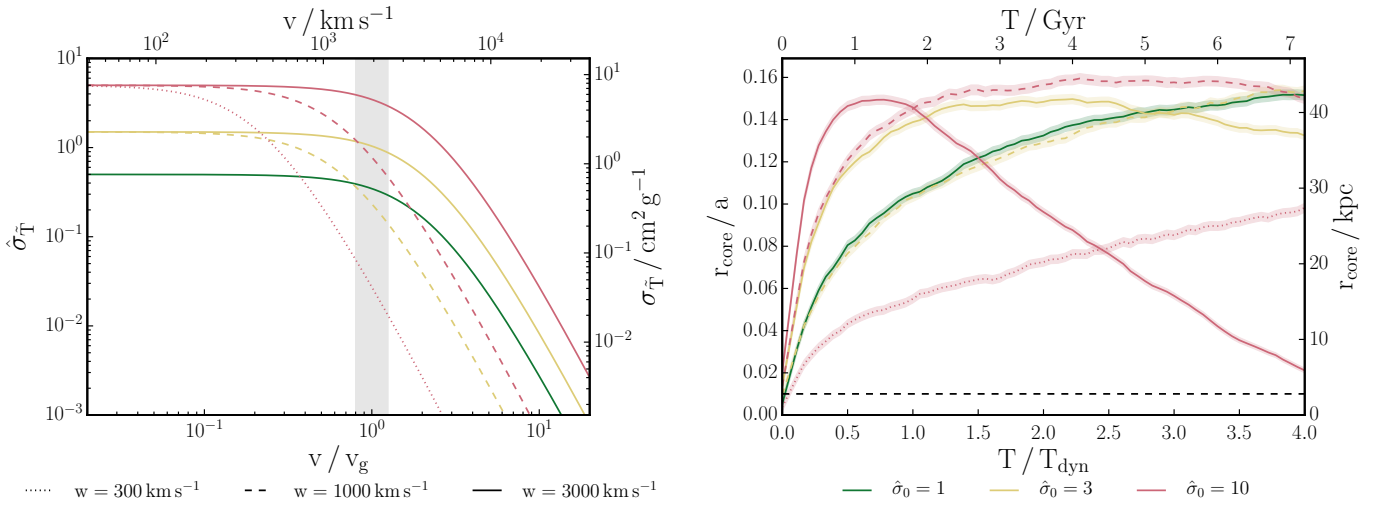 v / km s⁻¹
10² 10³ 10⁴
10¹ 10⁰ 10⁻¹ 10⁻² 10⁻³
σ̂_T̃
10¹ 10⁰ 10⁻¹ 10⁻²
σ_T̃ / cm² g⁻¹
10⁻¹ 10⁰ 10¹
v / v_g
w = 300 km s⁻¹ w = 1000 km s⁻¹ w = 3000 km s⁻¹
T / Gyr
0 1 2 3 4 5 6 7
0.16 0.14 0.12 0.10 0.08 0.06 0.04 0.02 0.00
r_core / a
40 30 20 10 0
r_core / kpc
0.0 0.5 1.0 1.5 2.0 2.5 3.0 3.5 4.0
T / T_dyn
σ̂₀ = 1 σ̂₀ = 3 σ̂₀ = 10